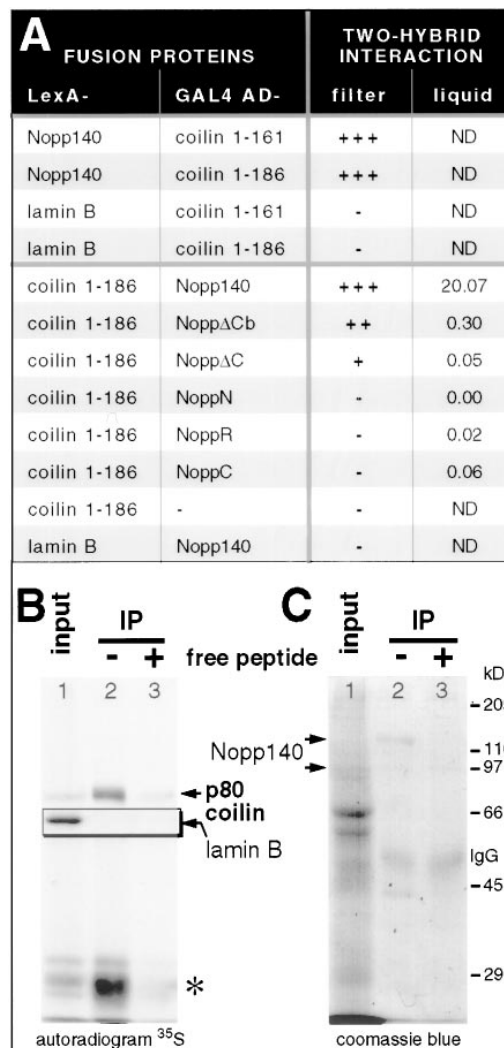 A
FUSION PROTEINS
TWO-HYBRID INTERACTION
LexA- GAL4 AD- filter liquid
Nopp140 coilin 1-161 +++ ND
Nopp140 coilin 1-186 +++ ND
lamin B coilin 1-161 - ND
lamin B coilin 1-186 - ND
coilin 1-186 Nopp140 +++ 20.07
coilin 1-186 NoppΔCb ++ 0.30
coilin 1-186 NoppΔC + 0.05
coilin 1-186 NoppN - 0.00
coilin 1-186 NoppR - 0.02
coilin 1-186 NoppC - 0.06
coilin 1-186 - - ND
lamin B Nopp140 - ND
B
input
IP
- +
free peptide
1 2 3
p80
coilin
lamin B
*
autoradiogram ³⁵S
C
input
IP
- +
kD
1 2 3
Nopp140
-97
-66
IgG
-45
-29
coomassie blue